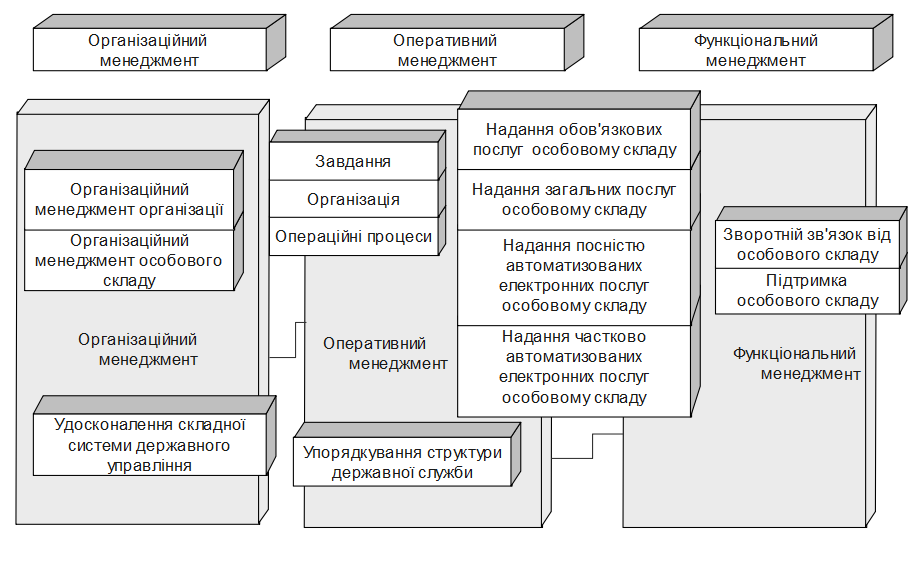 Організаційний
менеджмент
Оперативний
менеджмент
Функціональний
менеджмент
Організаційний
менеджмент організації
Організаційний
менеджмент особового
складу
Організаційний
менеджмент
Удосконалення складної
системи державного
управління
Завдання
Організація
Операційні процеси
Оперативний
менеджмент
Упорядкування структури
державної служби
Надання обов'язкових
послуг особовому складу
Надання загальних послуг
особовому складу
Надання посністю
автоматизованих
електронних послуг
особовому складу
Надання частково
автоматизованих
електронних послуг
особовому складу
Зворотній зв'язок від
особового складу
Підтримка
особового складу
Функціональний
менеджмент